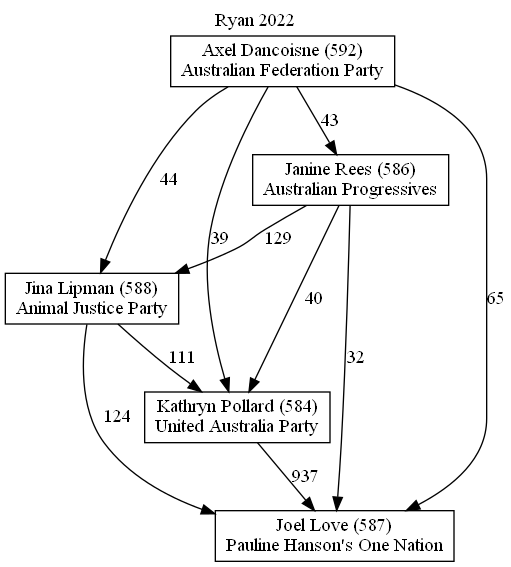 Ryan 2022
Axel Dancoisne (592)
Australian Federation Party
43
Janine Rees (586)
Australian Progressives
44
39
129
65
Jina Lipman (588)
Animal Justice Party
40
32
111
124
Kathryn Pollard (584)
United Australia Party
937
Joel Love (587)
Pauline Hanson's One Nation